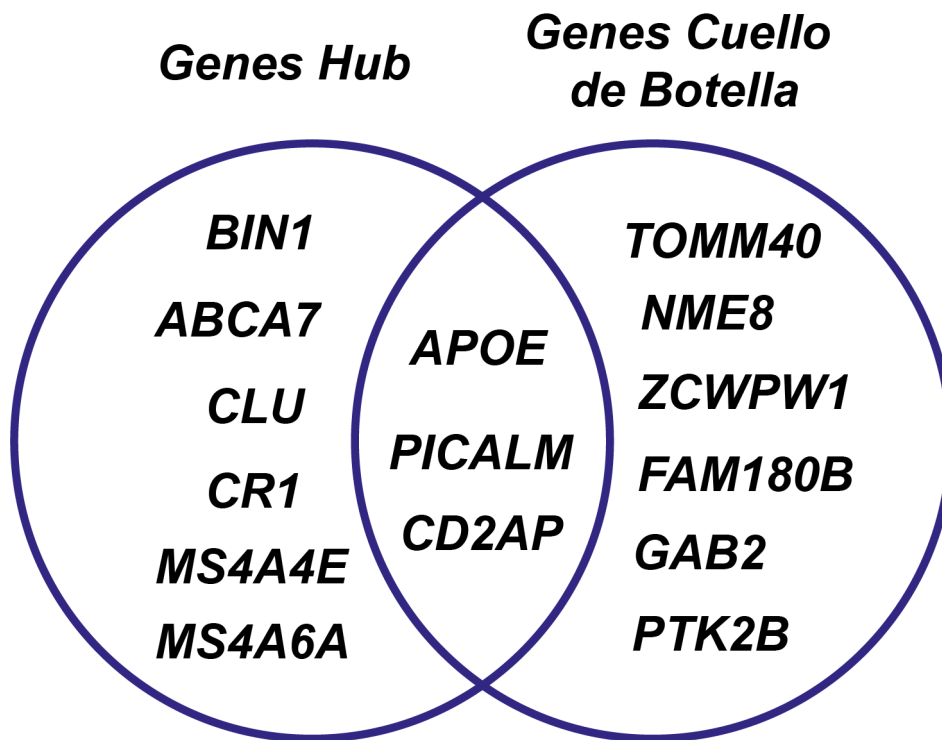 Genes Hub
Genes Cuello
de Botella
BIN1
ABCA7
CLU
CR1
MS4A4E
MS4A6A
APOE
PICALM
CD2AP
TOMM40
NME8
ZCWPW1
FAM180B
GAB2
PTK2B